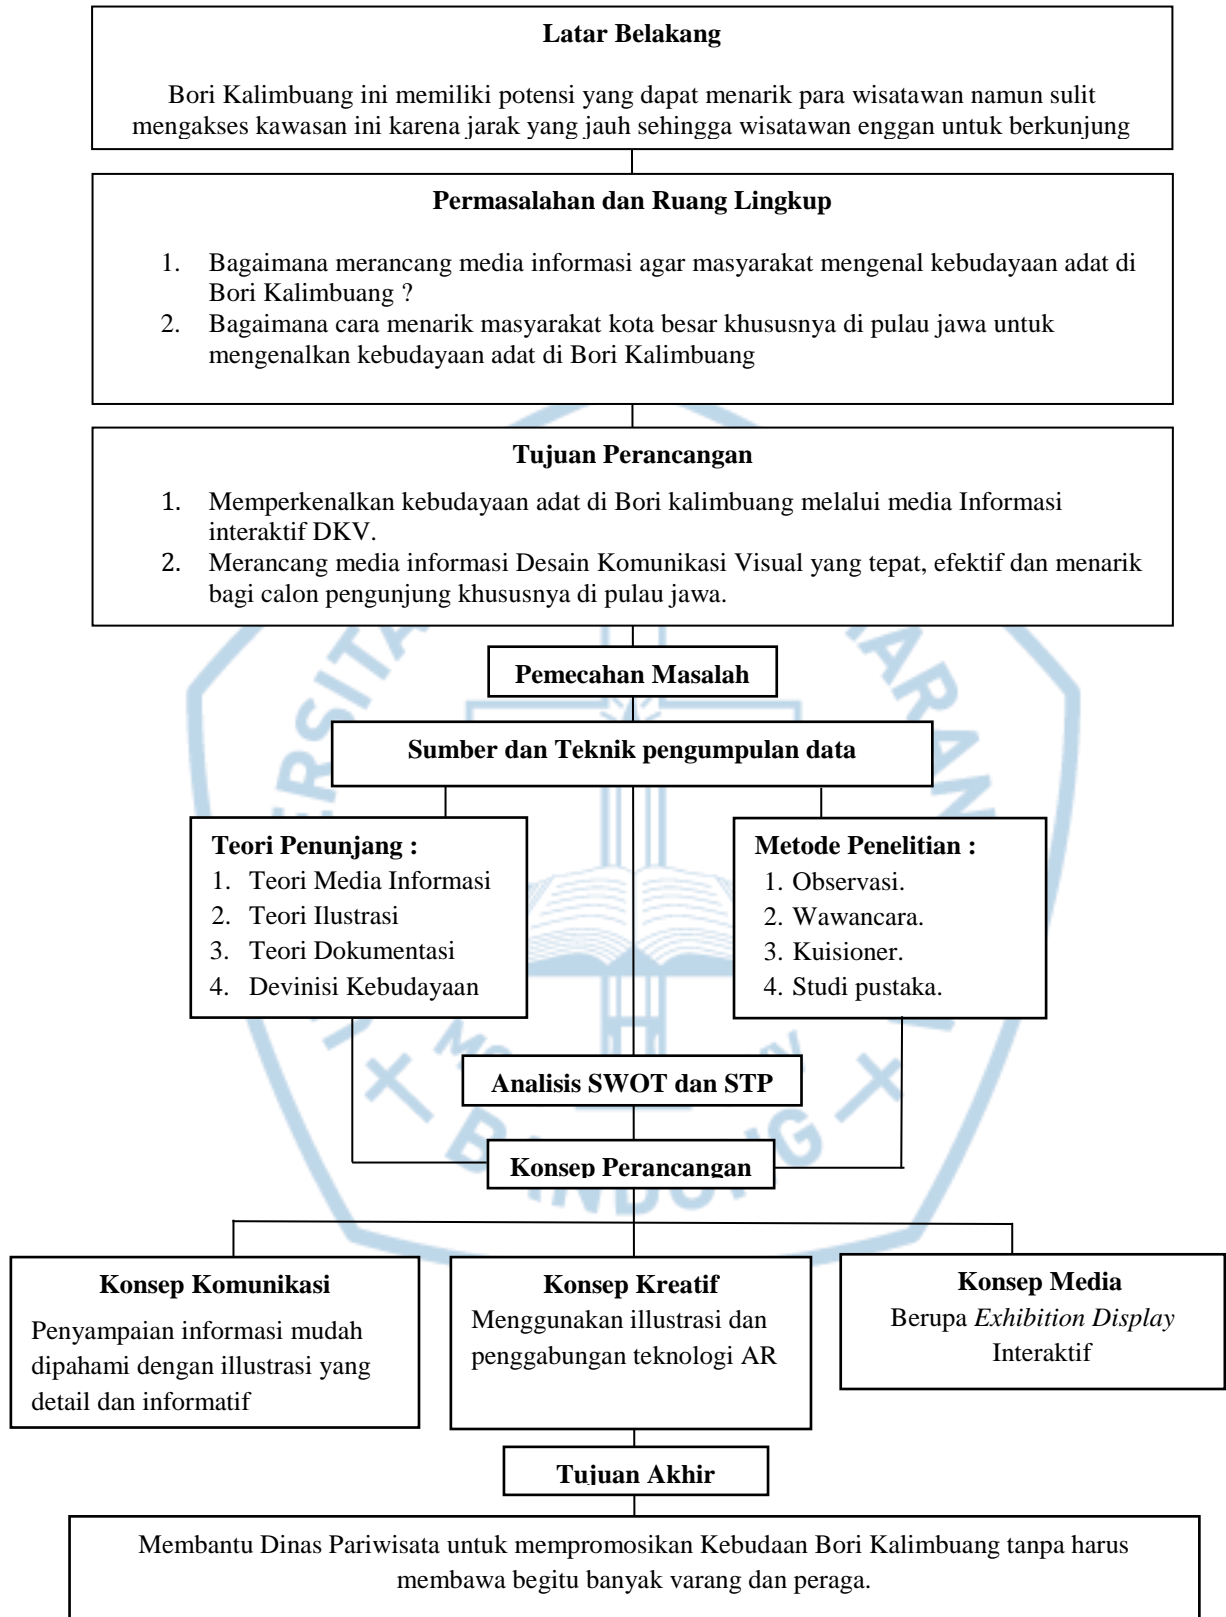 Latar Belakang
Bori Kalimbuang ini memiliki potensi yang dapat menarik para wisatawan namun sulit
mengakses kawasan ini karena jarak yang jauh sehingga wisatawan enggan untuk berkunjung
Permasalahan dan Ruang Lingkup
1. Bagaimana merancang media informasi agar masyarakat mengenal kebudayaan adat di
Bori Kalimbuang ?
2. Bagaimana cara menarik masyarakat kota besar khususnya di pulau jawa untuk
mengenalkan kebudayaan adat di Bori Kalimbuang
Tujuan Perancangan
1. Memperkenalkan kebudayaan adat di Bori kalimbuang melalui media Informasi
interaktif DKV.
2. Merancang media informasi Desain Komunikasi Visual yang tepat, efektif dan menarik
bagi calon pengunjung khususnya di pulau jawa.
Pemecahan Masalah
Sumber dan Teknik pengumpulan data
Teori Penunjang :
1. Teori Media Informasi
2. Teori Ilustrasi
3. Teori Dokumentasi
4. Devinisi Kebudayaan
Metode Penelitian :
1. Observasi.
2. Wawancara.
3. Kuisioner.
4. Studi pustaka.
Analisis SWOT dan STP
Konsep Perancangan
BANDUNG
Konsep Komunikasi
Penyampaian informasi mudah
dipahami dengan illustrasi yang
detail dan informatif
Konsep Kreatif
Menggunakan illustrasi dan
penggabungan teknologi AR
Konsep Media
Berupa Exhibition Display
Interaktif
Tujuan Akhir
Membantu Dinas Pariwisata untuk mempromosikan Kebudaan Bori Kalimbuang tanpa harus
membawa begitu banyak varang dan peraga.